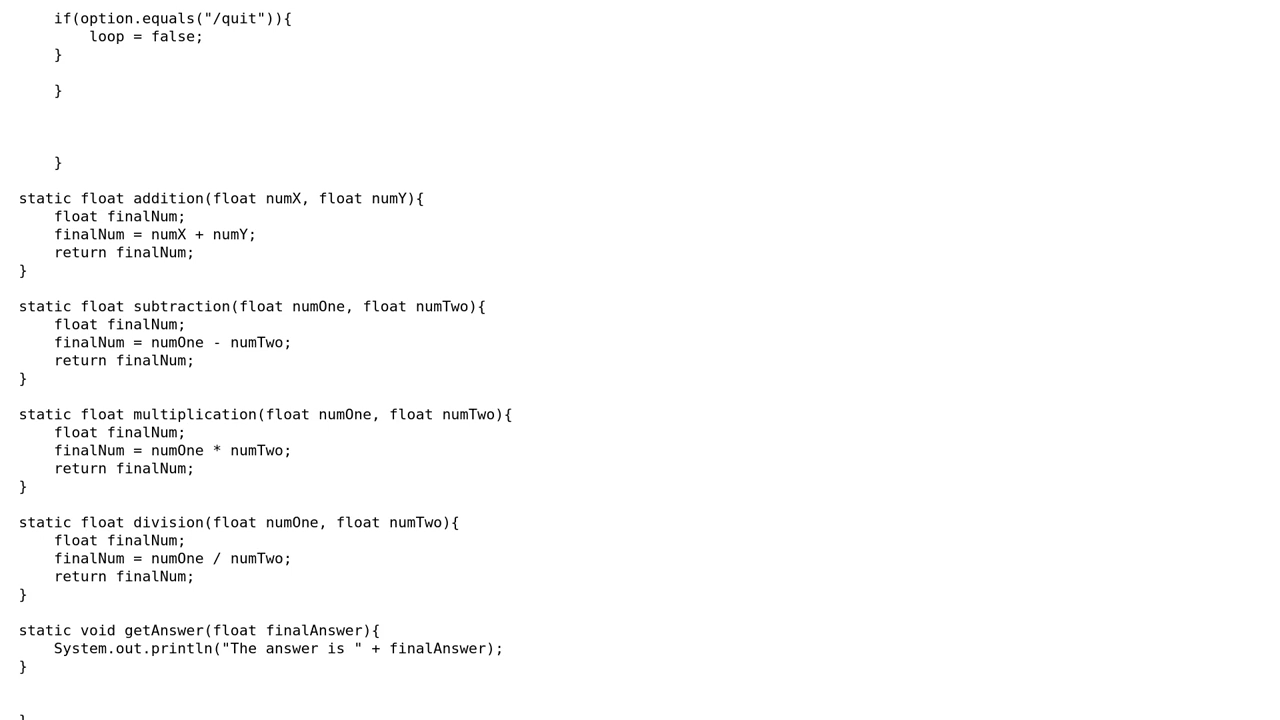 if(option.equals("/quit")){
loop = false;
}
}
}
static float addition(float numX, float numY){
float finalNum;
finalNum = numX + numY;
return finalNum;
}
static float subtraction(float numOne, float numTwo){
float finalNum;
finalNum = numOne - numTwo;
return finalNum;
}
static float multiplication(float numOne, float numTwo){
float finalNum;
finalNum = numOne * numTwo;
return finalNum;
}
static float division(float numOne, float numTwo){
float finalNum;
finalNum = numOne / numTwo;
return finalNum;
}
static void getAnswer(float finalAnswer){
System.out.println("The answer is " + finalAnswer);
}
}